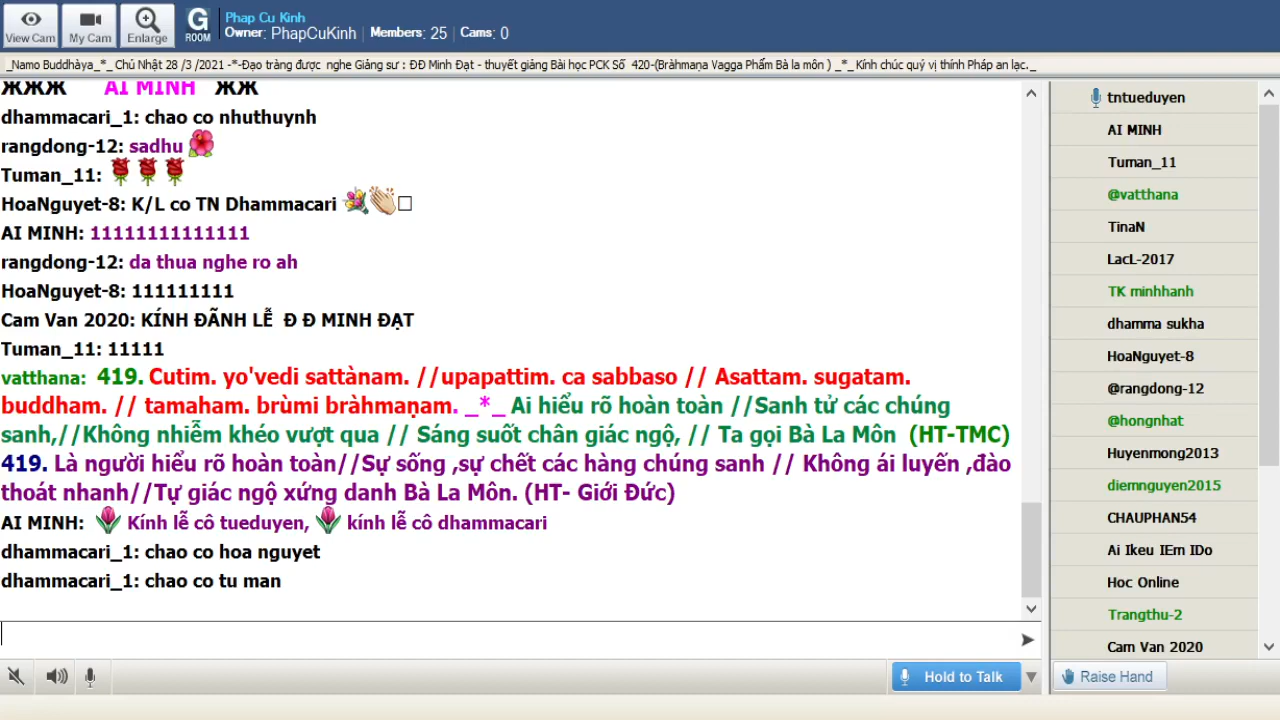 View Cam
My Cam
Enlarge
G
ROOM
Phap Cu Kinh
Owner: PhapCuKinh | Members: 25 | Cams: 0
_Namo Buddhàya_*_ Chủ Nhật 28 /3 /2021 -*-Đạo tràng được nghe Giảng sư : ĐĐ Minh Đạt - thuyết giảng Bài học PCK Số 420-(Bràhmaṇa Vagga Phẩm Bà la môn ) _*_ Kính chúc quý vị thính Pháp an lạc._
ӁӁӁ AI MINH ӁӁ
dhammacari_1: chao co nhuthuynh
rangdong-12: sadhu
Tuman_11:
HoaNguyet-8: K/L co TN Dhammacari
AI MINH: 11111111111111
rangdong-12: da thua nghe ro ah
HoaNguyet-8: 111111111
Cam Van 2020: KÍNH ĐÃNH LỄ Đ Đ MINH ĐẠT
Tuman_11: 11111
vatthana: 419. Cutim. yo'vedi sattànam. //upapattim. ca sabbaso // Asattam. sugatam.
buddham. // tamaham. brùmi bràhmaṇam. _*_ Ai hiểu rõ hoàn toàn //Sanh tử các chúng
sanh,//Không nhiễm khéo vượt qua // Sáng suốt chân giác ngộ, // Ta gọi Bà La Môn (HT-TMC)
419. Là người hiểu rõ hoàn toàn//Sự sống ,sự chết các hàng chúng sanh // Không ái luyến ,đào
thoát nhanh//Tự giác ngộ xứng danh Bà La Môn. (HT- Giới Đức)
AI MINH: Kính lễ cô tueduyen, kính lễ cô dhammacari
dhammacari_1: chao co hoa nguyet
dhammacari_1: chao co tu man
Hold to Talk
tntueduyen
AI MINH
Tuman_11
@vatthana
TinaN
LacL-2017
TK minhhanh
dhamma sukha
HoaNguyet-8
@rangdong-12
@hongnhat
Huyenmong2013
diemnguyen2015
CHAUPHAN54
Ai Ikeu IEm IDo
Hoc Online
Trangthu-2
Cam Van 2020
Raise Hand